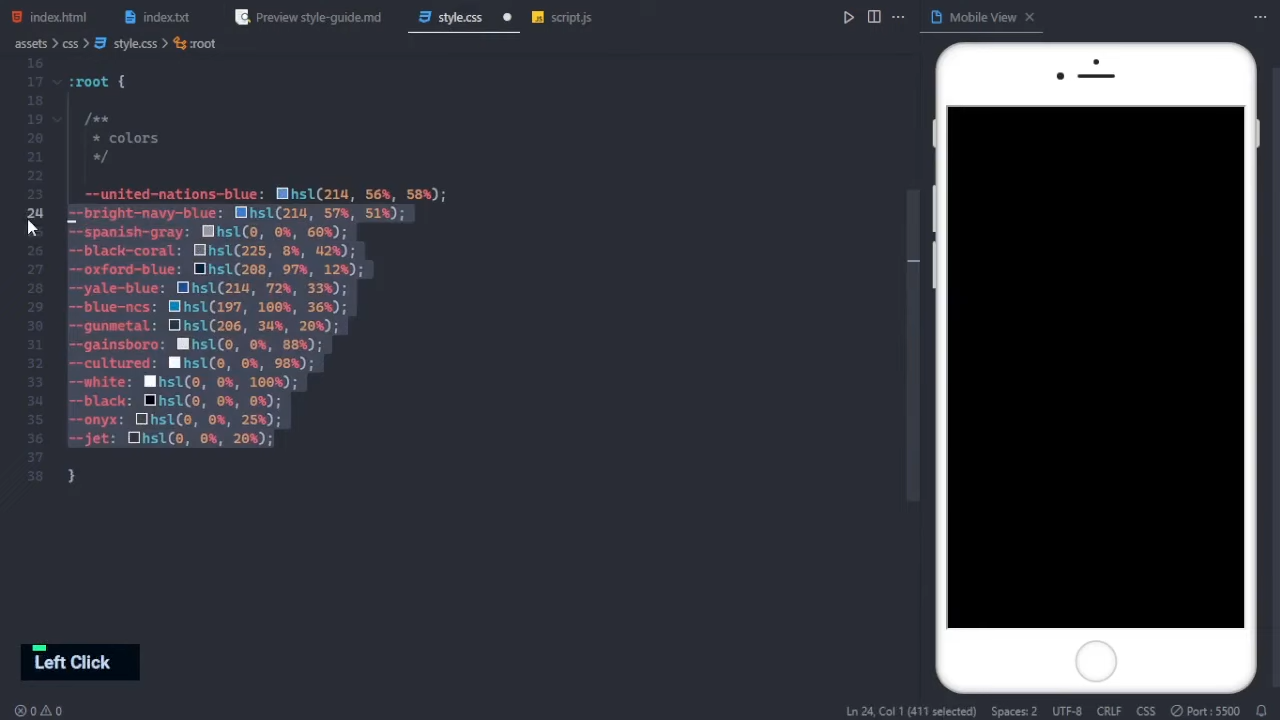 index.html
index.txt
Preview style-guide.md
style.css
script.js
Mobile View
assets > css > style.css > :root
16
17 :root {
18
19 /**
20 * colors
21 */
22
23 --united-nations-blue: hsl(214, 56%, 58%);
24 --bright-navy-blue: hsl(214, 57%, 51%);
--spanish-gray: hsl(0, 0%, 60%);
26 --black-coral: hsl(225, 8%, 42%);
27 --oxford-blue: hsl(208, 97%, 12%);
28 --yale-blue: hsl(214, 72%, 33%);
29 --blue-ncs: hsl(197, 100%, 36%);
30 --gunmetal: hsl(206, 34%, 20%);
31 --gainsboro: hsl(0, 0%, 88%);
32 --cultured: hsl(0, 0%, 98%);
33 --white: hsl(0, 0%, 100%);
34 --black: hsl(0, 0%, 0%);
35 --onyx: hsl(0, 0%, 25%);
36 --jet: hsl(0, 0%, 20%);
37
38 }
Left Click
0 0
Ln 24, Col 1 (411 selected)
Spaces: 2
UTF-8
CRLF
CSS
Port : 5500